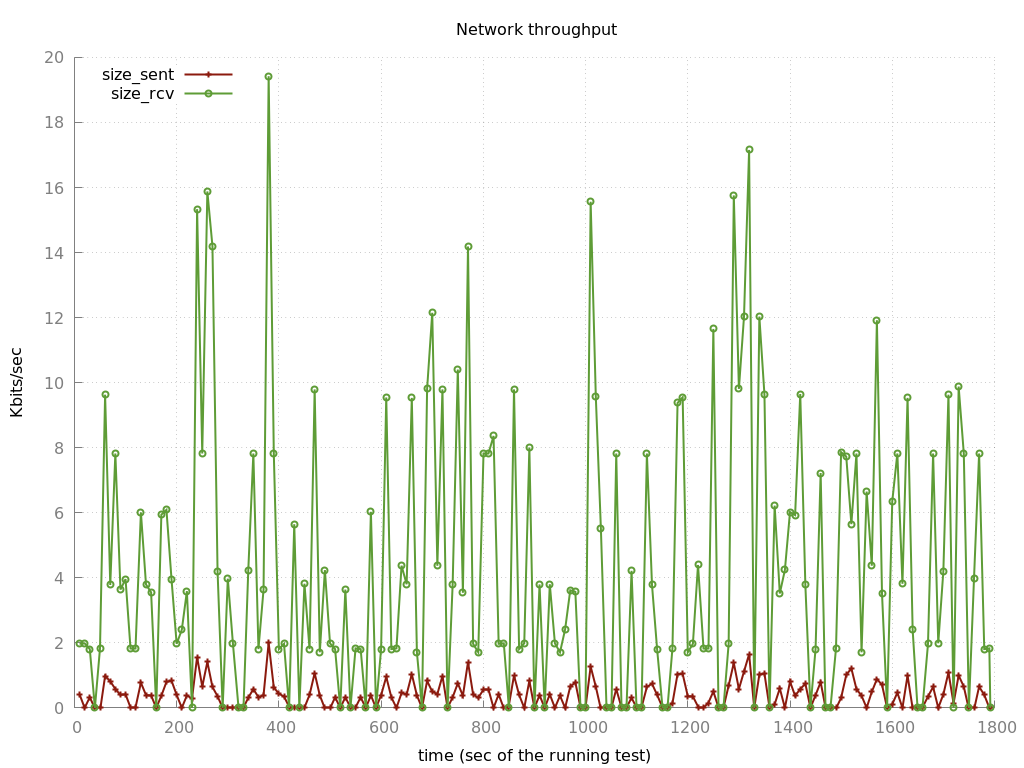 Network throughput
size_sent
size_rcv
Kbits/sec
20
18
16
14
12
10
8
6
4
2
0
0 200 400 600 800 1000 1200 1400 1600 1800
time (sec of the running test)